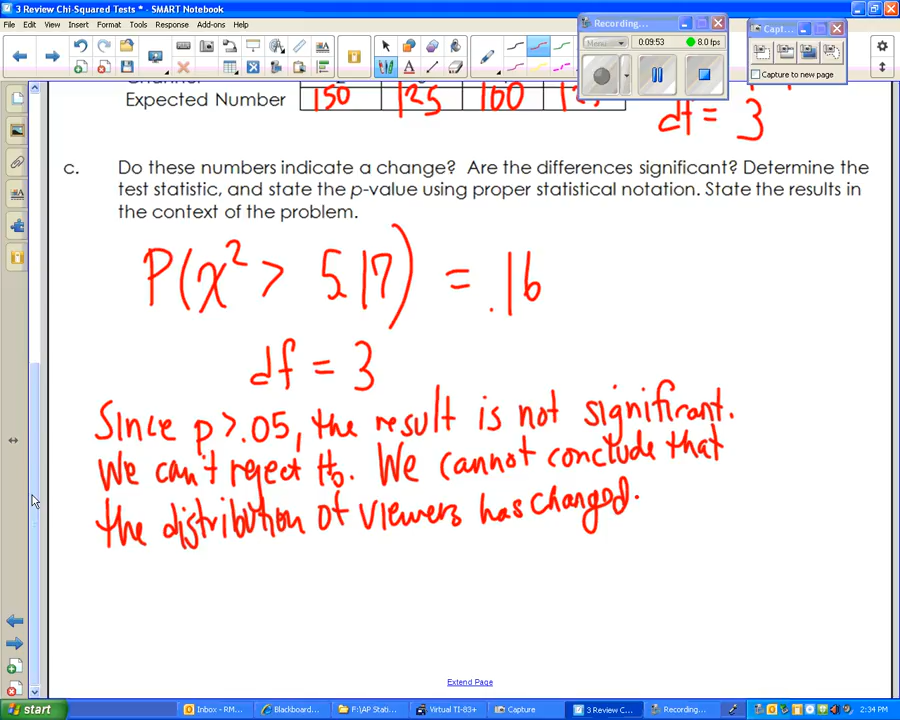 3 Review Chi-Squared Tests * - SMART Notebook
File Edit View Insert Format Tools Response Add-ons Help
Recording...
Menu
0:09:53
8.0 fps
Capt...
Capture to new page
Expected Number 150 125 100
df = 3
c. Do these numbers indicate a change? Are the differences significant? Determine the
test statistic, and state the p-value using proper statistical notation. State the results in
the context of the problem.
P(χ² > 5.17) = .16
df = 3
Since p >.05, the result is not significant.
We can't reject H₀. We cannot conclude that
the distribution of viewers has changed.
Extend Page
start
Inbox - RM...
Blackboard...
F:\AP Stati...
Virtual TI-83+
Capture
3 Review C...
Recording...
2:34 PM